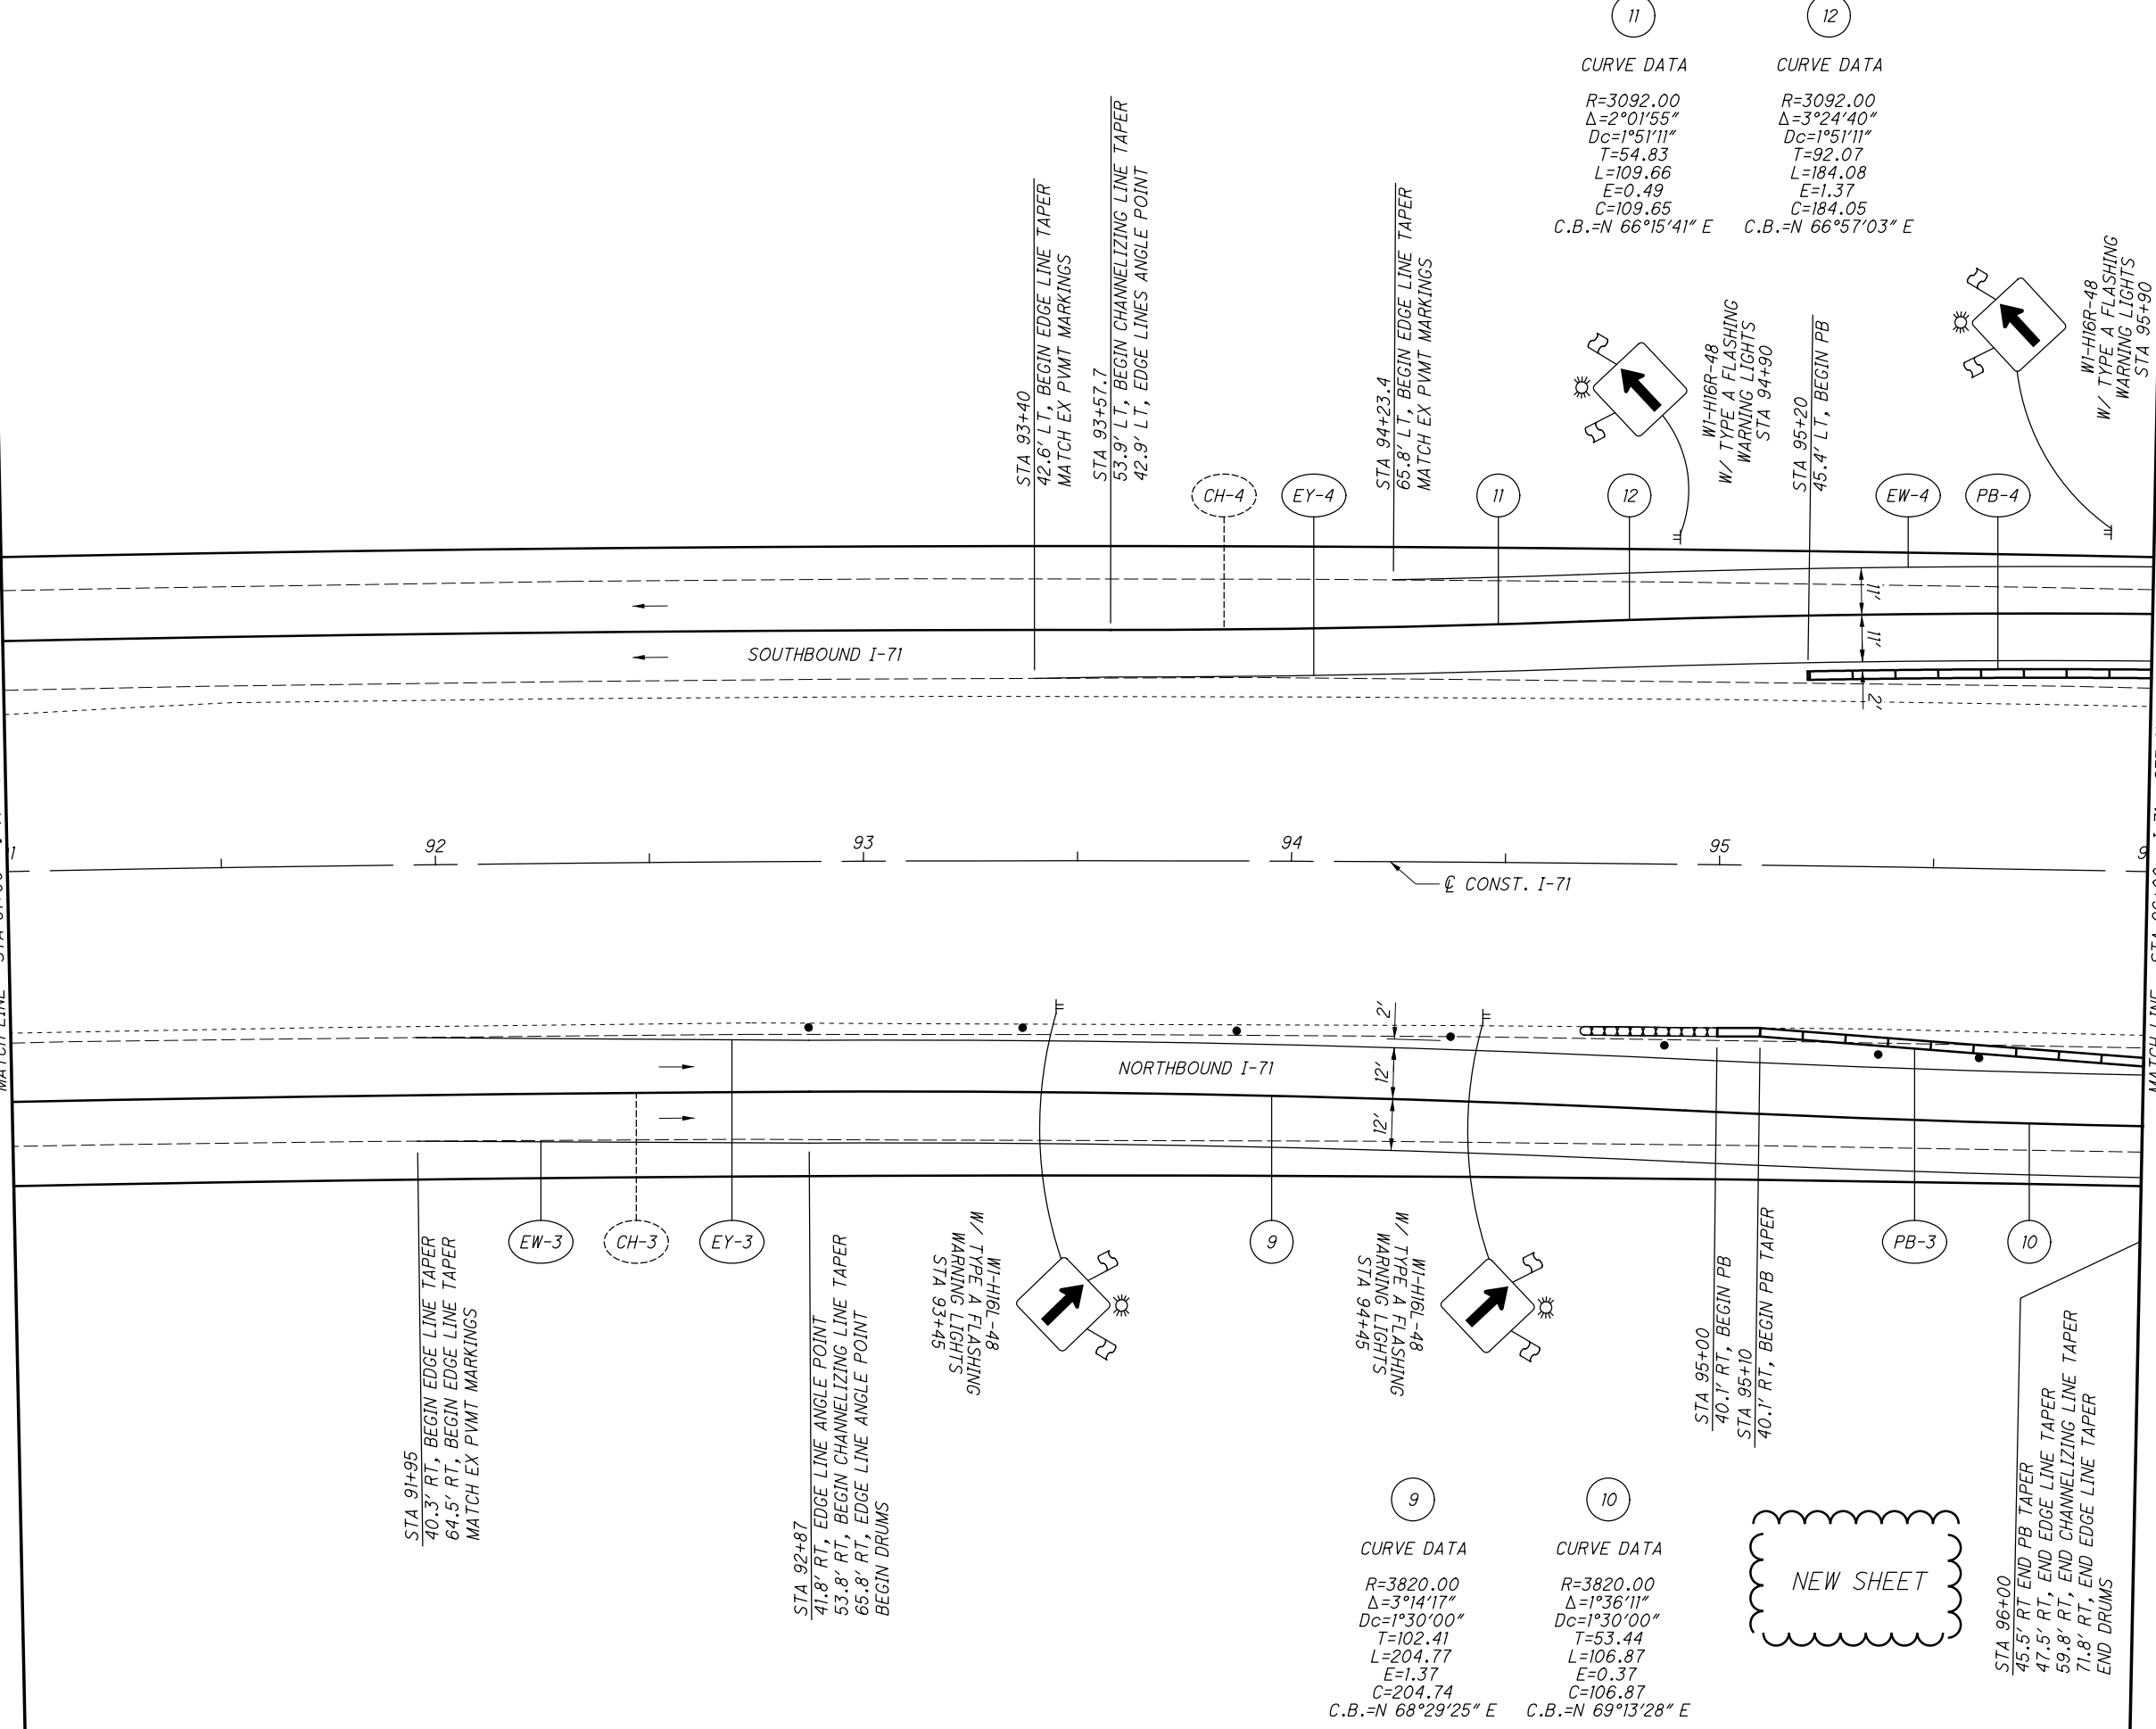 11
CURVE DATA
R=3092.00
Δ=2°01'55"
Dc=1°51'11"
T=54.83
L=109.66
E=0.49
C=109.65
C.B.=N 66°15'41" E
12
CURVE DATA
R=3092.00
Δ=3°24'40"
Dc=1°51'11"
T=92.07
L=184.08
E=1.37
C=184.05
C.B.=N 66°57'03" E
STA 93+40
42.6' LT, BEGIN EDGE LINE TAPER
MATCH EX PVMT MARKINGS
STA 93+57.7
53.9' LT, BEGIN CHANNELIZING LINE TAPER
42.9' LT, EDGE LINES ANGLE POINT
CH-4
EY-4
STA 94+23.4
65.8' LT, BEGIN EDGE LINE TAPER
MATCH EX PVMT MARKINGS
11
12
W1-H16R-48
W/ TYPE A FLASHING
WARNING LIGHTS
STA 94+90
STA 95+20
45.4' LT, BEGIN PB
EW-4
PB-4
W1-H16R-48
W/ TYPE A FLASHING
WARNING LIGHTS
STA 95+90
11'
11'
2'
SOUTHBOUND I-71
92
93
94
95
℄ CONST. I-71
MATCH LINE
MATCH LINE
2'
12'
12'
NORTHBOUND I-71
EW-3
CH-3
EY-3
9
PB-3
10
STA 91+95
40.3' RT, BEGIN EDGE LINE TAPER
64.5' RT, BEGIN EDGE LINE TAPER
MATCH EX PVMT MARKINGS
STA 92+87
41.8' RT, EDGE LINE ANGLE POINT
53.8' RT, BEGIN CHANNELIZING LINE TAPER
65.8' RT, EDGE LINE ANGLE POINT
BEGIN DRUMS
W1-H16L-48
W/ TYPE A FLASHING
WARNING LIGHTS
STA 93+45
W1-H16L-48
W/ TYPE A FLASHING
WARNING LIGHTS
STA 94+45
STA 95+00
40.1' RT, BEGIN PB
STA 95+10
40.1' RT, BEGIN PB TAPER
STA 96+00
45.5' RT END PB TAPER
47.5' RT, END EDGE LINE TAPER
59.8' RT, END CHANNELIZING LINE TAPER
71.8' RT, END EDGE LINE TAPER
END DRUMS
9
CURVE DATA
R=3820.00
Δ=3°14'17"
Dc=1°30'00"
T=102.41
L=204.77
E=1.37
C=204.74
C.B.=N 68°29'25" E
10
CURVE DATA
R=3820.00
Δ=1°36'11"
Dc=1°30'00"
T=53.44
L=106.87
E=0.37
C=106.87
C.B.=N 69°13'28" E
NEW SHEET